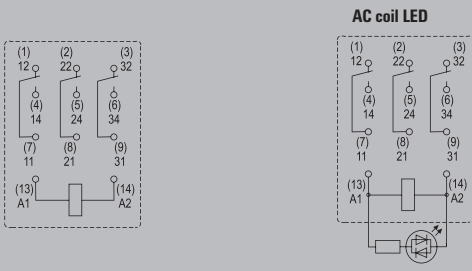 AC coil LED
(1) (2) (3)
12 22 32
(4) (5) (6)
14 24 34
(7) (8) (9)
11 21 31
(13) (14)
A1 A2
(1) (2) (3)
12 22 32
(4) (5) (6)
14 24 34
(7) (8) (9)
11 21 31
(13) (14)
A1 A2